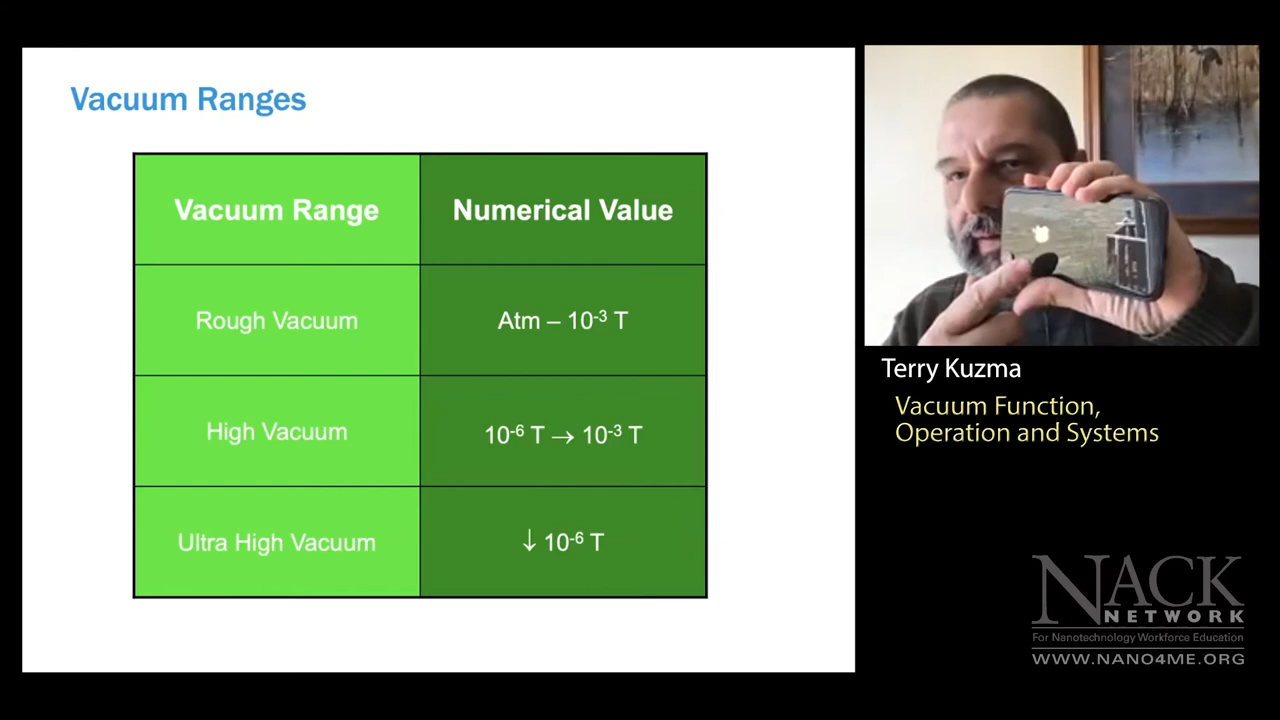 Vacuum Ranges
Vacuum Range
Numerical Value
Rough Vacuum
Atm – 10⁻³ T
High Vacuum
10⁻⁶ T → 10⁻³ T
Ultra High Vacuum
↓ 10⁻⁶ T
Terry Kuzma
Vacuum Function,
Operation and Systems
NACK
NETWORK
For Nanotechnology Workforce Education
WWW.NANO4ME.ORG